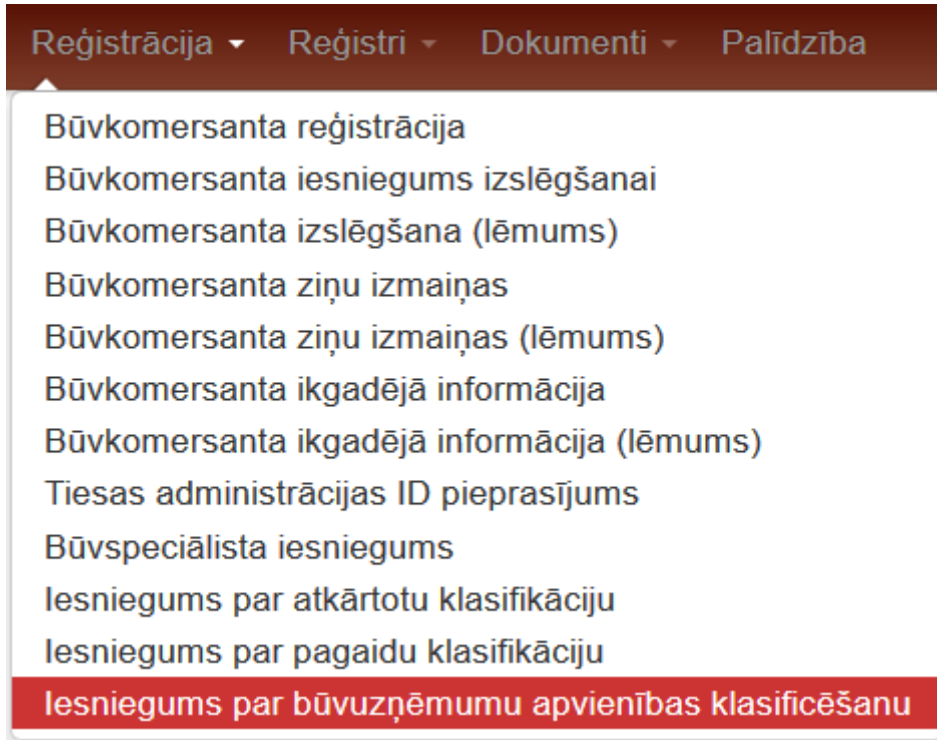 Reģistrācija Reģistri Dokumenti Palīdzība
Būvkomersanta reģistrācija
Būvkomersanta iesniegums izslēgšanai
Būvkomersanta izslēgšana (lēmums)
Būvkomersanta ziņu izmaiņas
Būvkomersanta ziņu izmaiņas (lēmums)
Būvkomersanta ikgadējā informācija
Būvkomersanta ikgadējā informācija (lēmums)
Tiesas administrācijas ID pieprasījums
Būvspeciālista iesniegums
Iesniegums par atkārtotu klasifikāciju
Iesniegums par pagaidu klasifikāciju
Iesniegums par būvuzņēmumu apvienības klasificēšanu